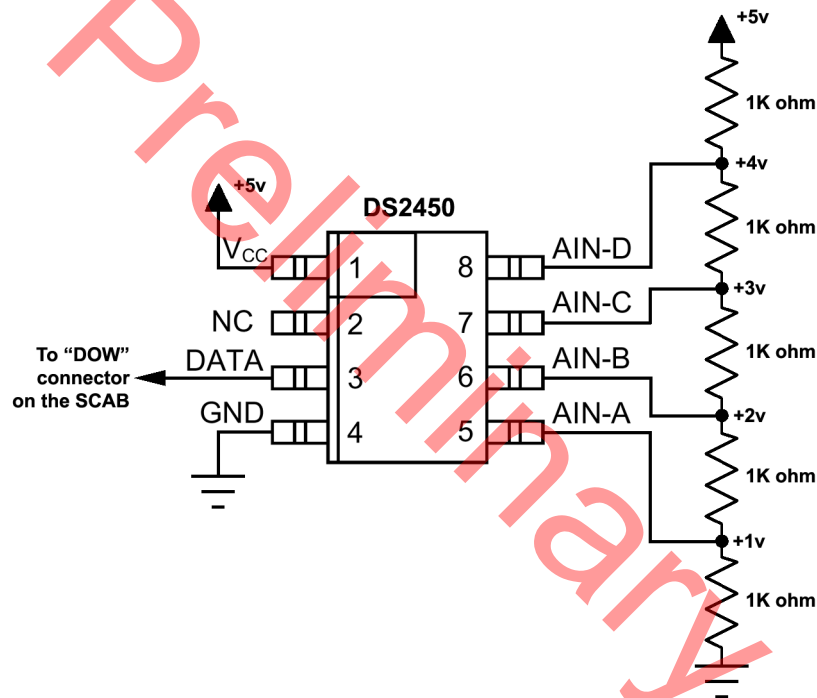 +5v
1K ohm
+4v
+5v
DS2450
1K ohm
VCC
1
8
AIN-D
+3v
NC
2
7
AIN-C
1K ohm
To “DOW”
connector
on the SCAB
DATA
3
6
AIN-B
+2v
GND
4
5
AIN-A
1K ohm
+1v
1K ohm
Preliminary